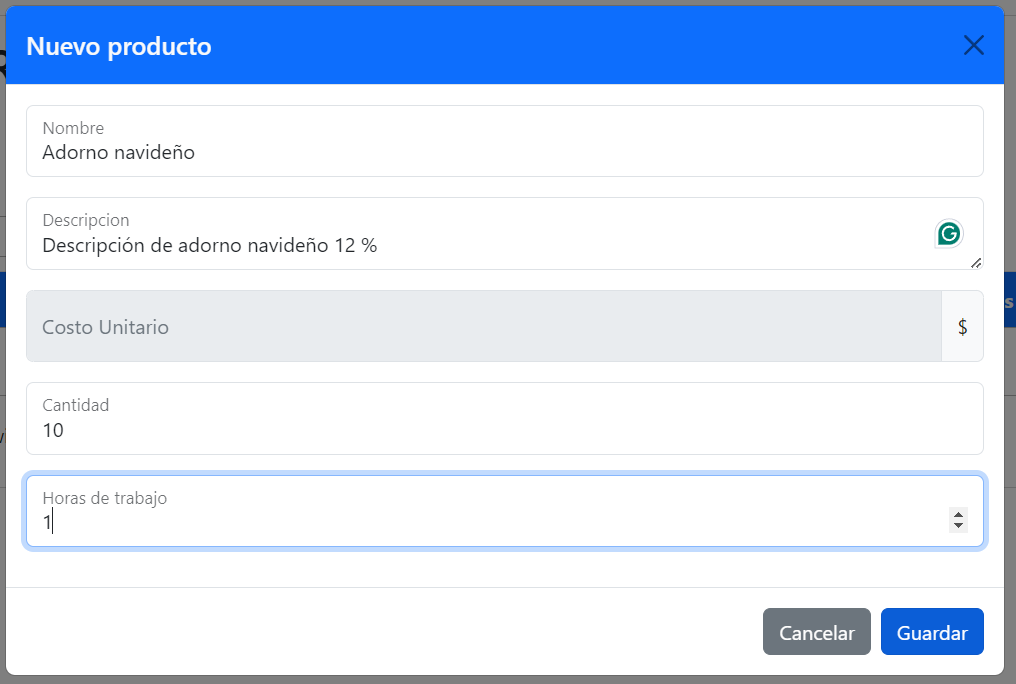 Nuevo producto
Nombre
Adorno navideño
Descripcion
Descripción de adorno navideño 12 %
Costo Unitario
$
Cantidad
10
Horas de trabajo
1
Cancelar
Guardar